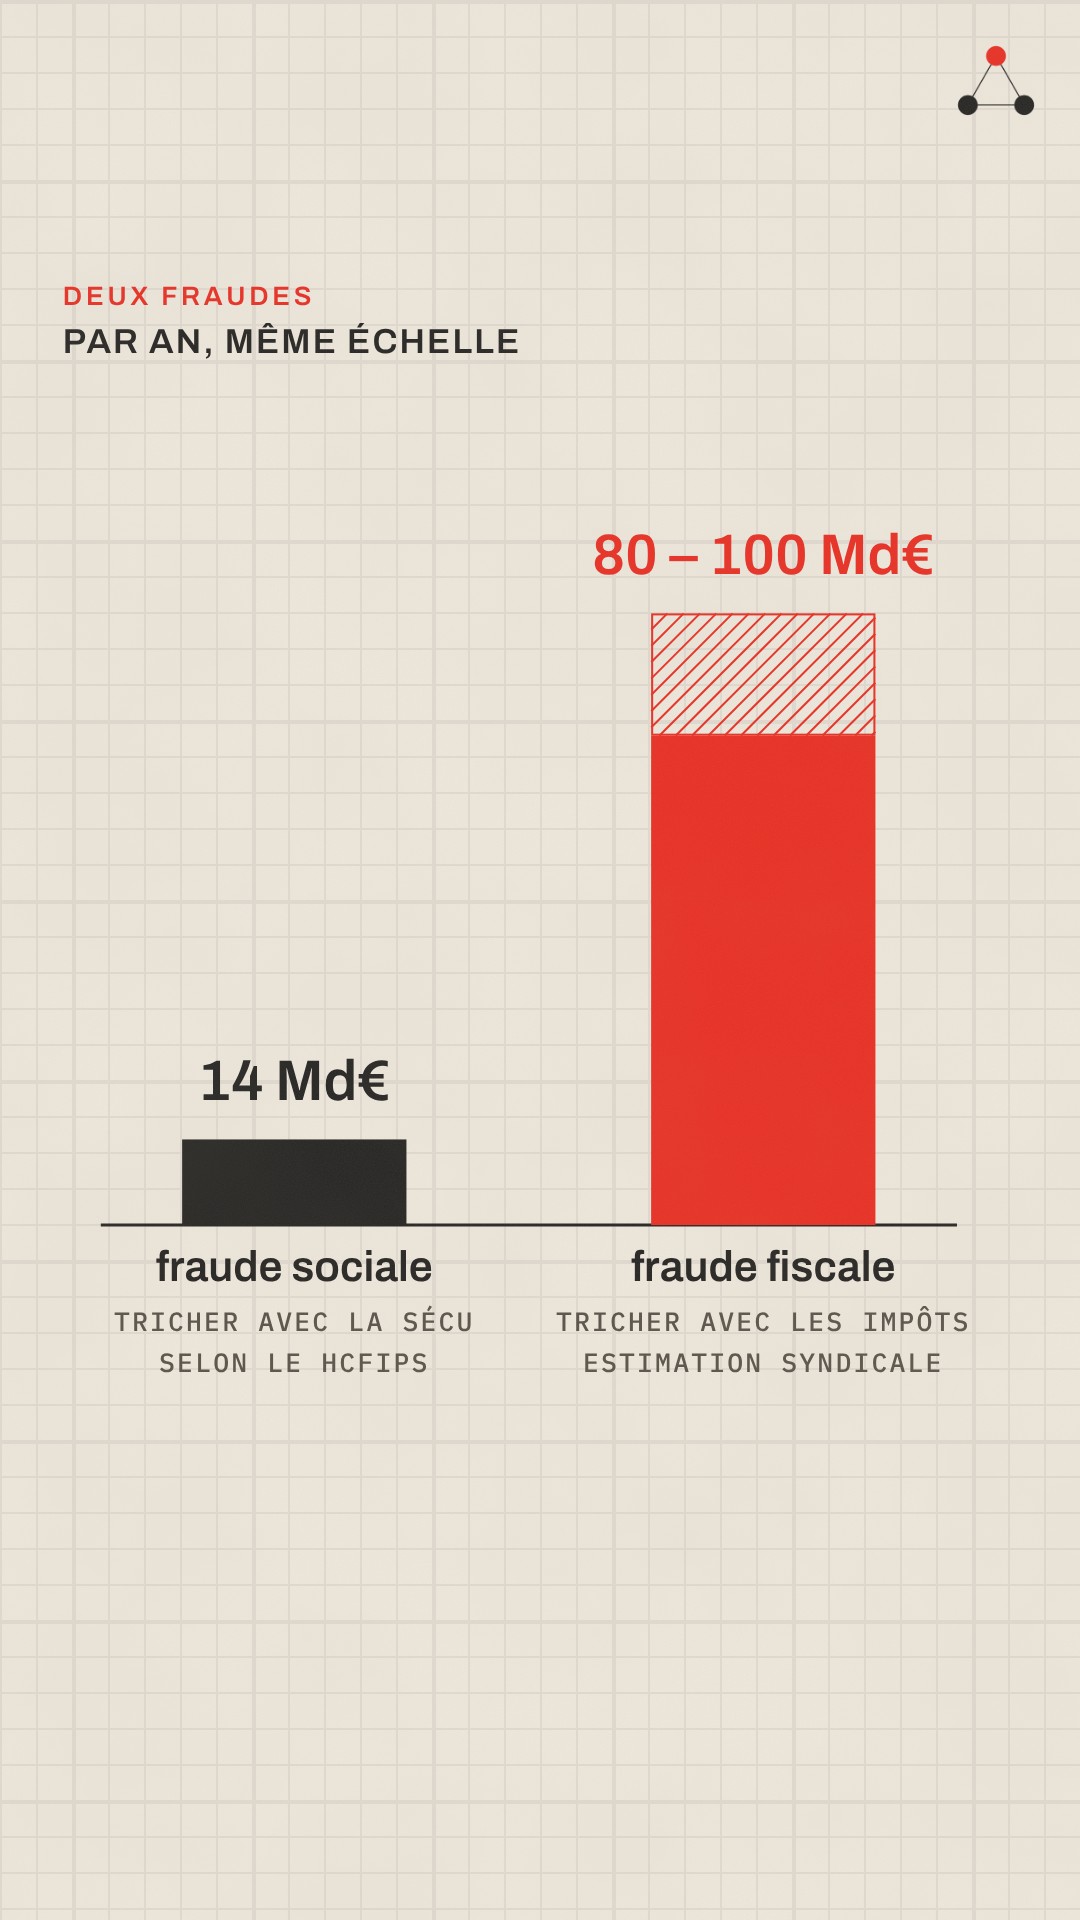 DEUX FRAUDES
PAR AN, MÊME ÉCHELLE
80 – 100 Md€
14 Md€
fraude sociale
TRICHER AVEC LA SÉCU
SELON LE HCFIPS
fraude fiscale
TRICHER AVEC LES IMPÔTS
ESTIMATION SYNDICALE